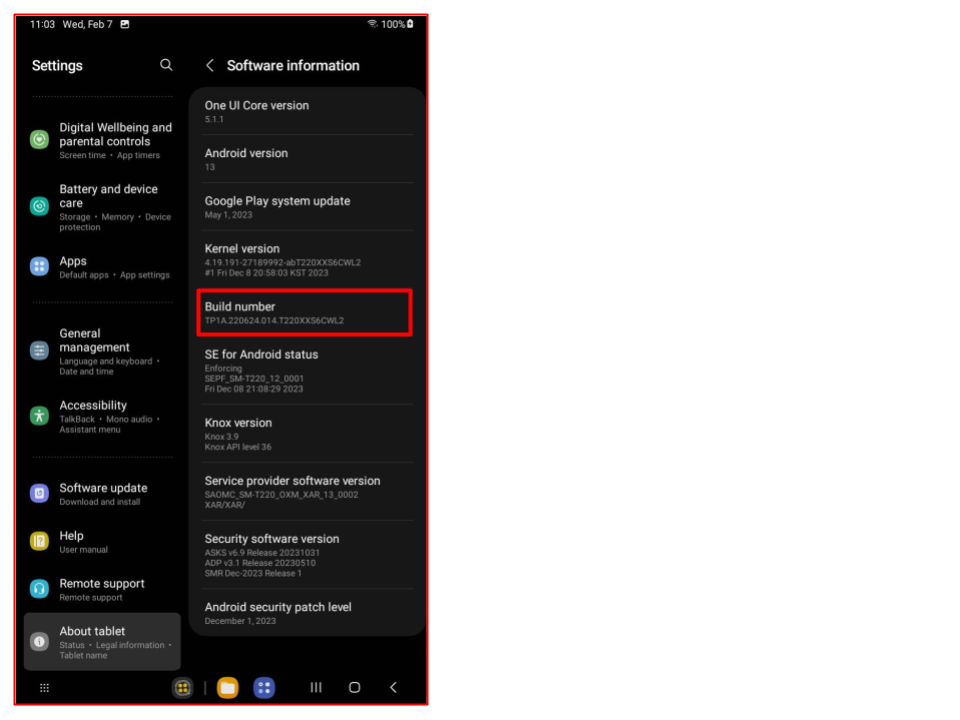 11:03 Wed, Feb 7
100%
Settings
Digital Wellbeing and
parental controls
Screen time • App timers
Battery and device
care
Storage • Memory • Device
protection
Apps
Default apps • App settings
General
management
Language and keyboard •
Date and time
Accessibility
TalkBack • Mono audio •
Assistant menu
Software update
Download and install
Help
User manual
Remote support
Remote support
About tablet
Status • Legal information •
Tablet name
Software information
One UI Core version
5.1.1
Android version
13
Google Play system update
May 1, 2023
Kernel version
4.19.191-27189992-abT220XXS6CWL2
#1 Fri Dec 8 20:58:03 KST 2023
Build number
TP1A.220624.014.T220XXS6CWL2
SE for Android status
Enforcing
SEPF_SM-T220_12_0001
Fri Dec 08 21:08:29 2023
Knox version
Knox 3.9
Knox API level 36
Service provider software version
SAOMC_SM-T220_OXM_XAR_13_0002
XAR/XAR/
Security software version
ASKS v6.9 Release 20231031
ADP v3.1 Release 20230510
SMR Dec-2023 Release 1
Android security patch level
December 1, 2023